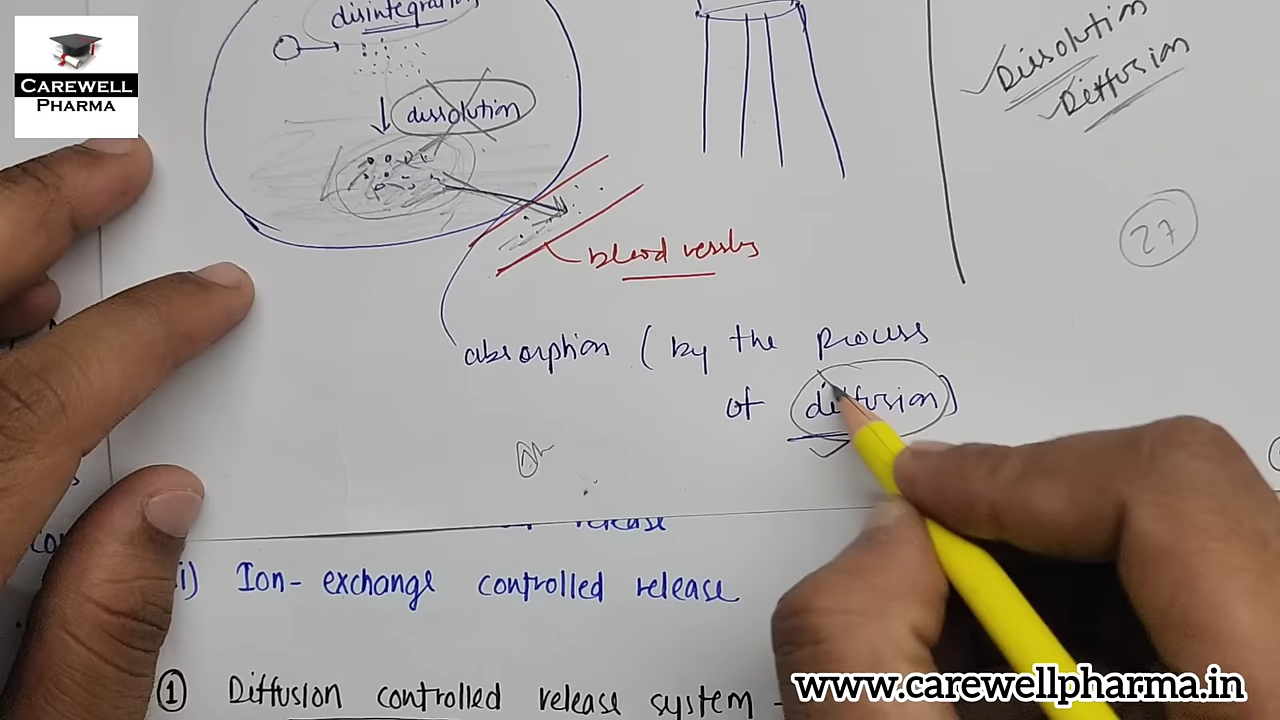 CAREWELL
PHARMA
disintegration
dissolution
Dissolution
Diffusion
27
blood vessels
absorption (by the process
of diffusion)
release
Ion-exchange controlled release
① Diffusion controlled release system -
www.carewellpharma.in